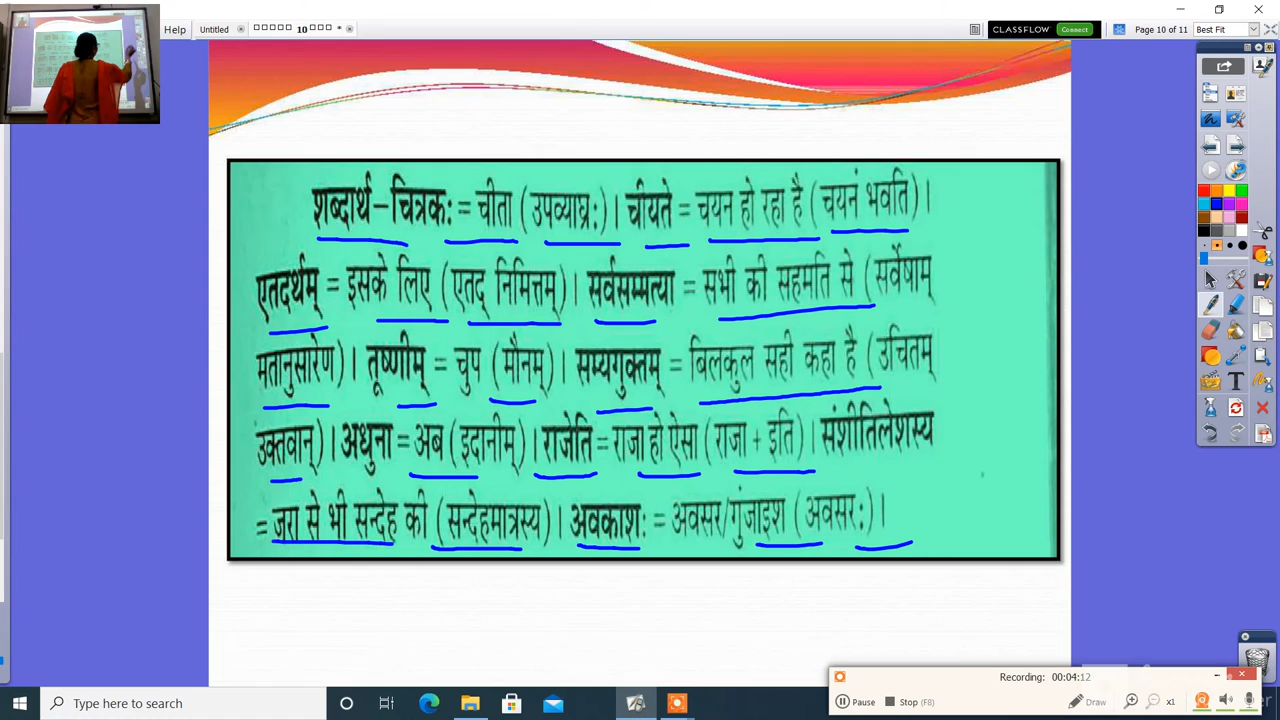 Help Untitled □□□□□ 10□□□ * CLASSFLOW Connect Page 10 of 11 Best Fit
शब्दार्थ-चित्रकः = चीता (उपव्याघ्रः)। चीयते = चयन हो रहा है (चयनं भवति)।
एतदर्थम् = इसके लिए (एतद् निमित्तम्)। सर्वसम्मत्या = सभी की सहमति से (सर्वेषाम्
मतानुसारेण)। तूष्णीम् = चुप (मौनम्)। सम्यगुक्तम् = बिलकुल सही कहा है (उचितम्
उक्तवान्)। अधुना = अब (इदानीम्)। राजेति = राजा हो ऐसा (राजा + इति)। संशीतिलेशस्य
= जरा से भी सन्देह की (सन्देहमात्रस्य)। अवकाशः = अवसर/गुंजाइश (अवसरः)।
Recording: 00:04:12
Pause Stop (F8) Draw x1
Type here to search